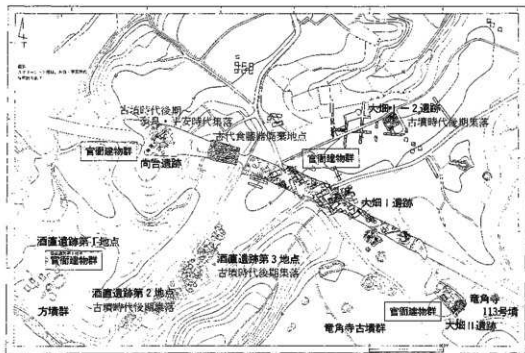 古墳時代後期
奈良・平安時代集落
官衙建物群
向台遺跡
古代食膳器廃棄地点
大畑Ⅰ－2遺跡
古墳時代後期集落
官衙建物群
大畑Ⅰ遺跡
酒直遺跡第1地点
官衙建物群
方墳群
酒直遺跡第3地点
古墳時代後期集落
酒直遺跡第2地点
古墳時代後期集落
竜角寺古墳群
官衙建物群
大畑Ⅱ遺跡
竜角寺
113号墳